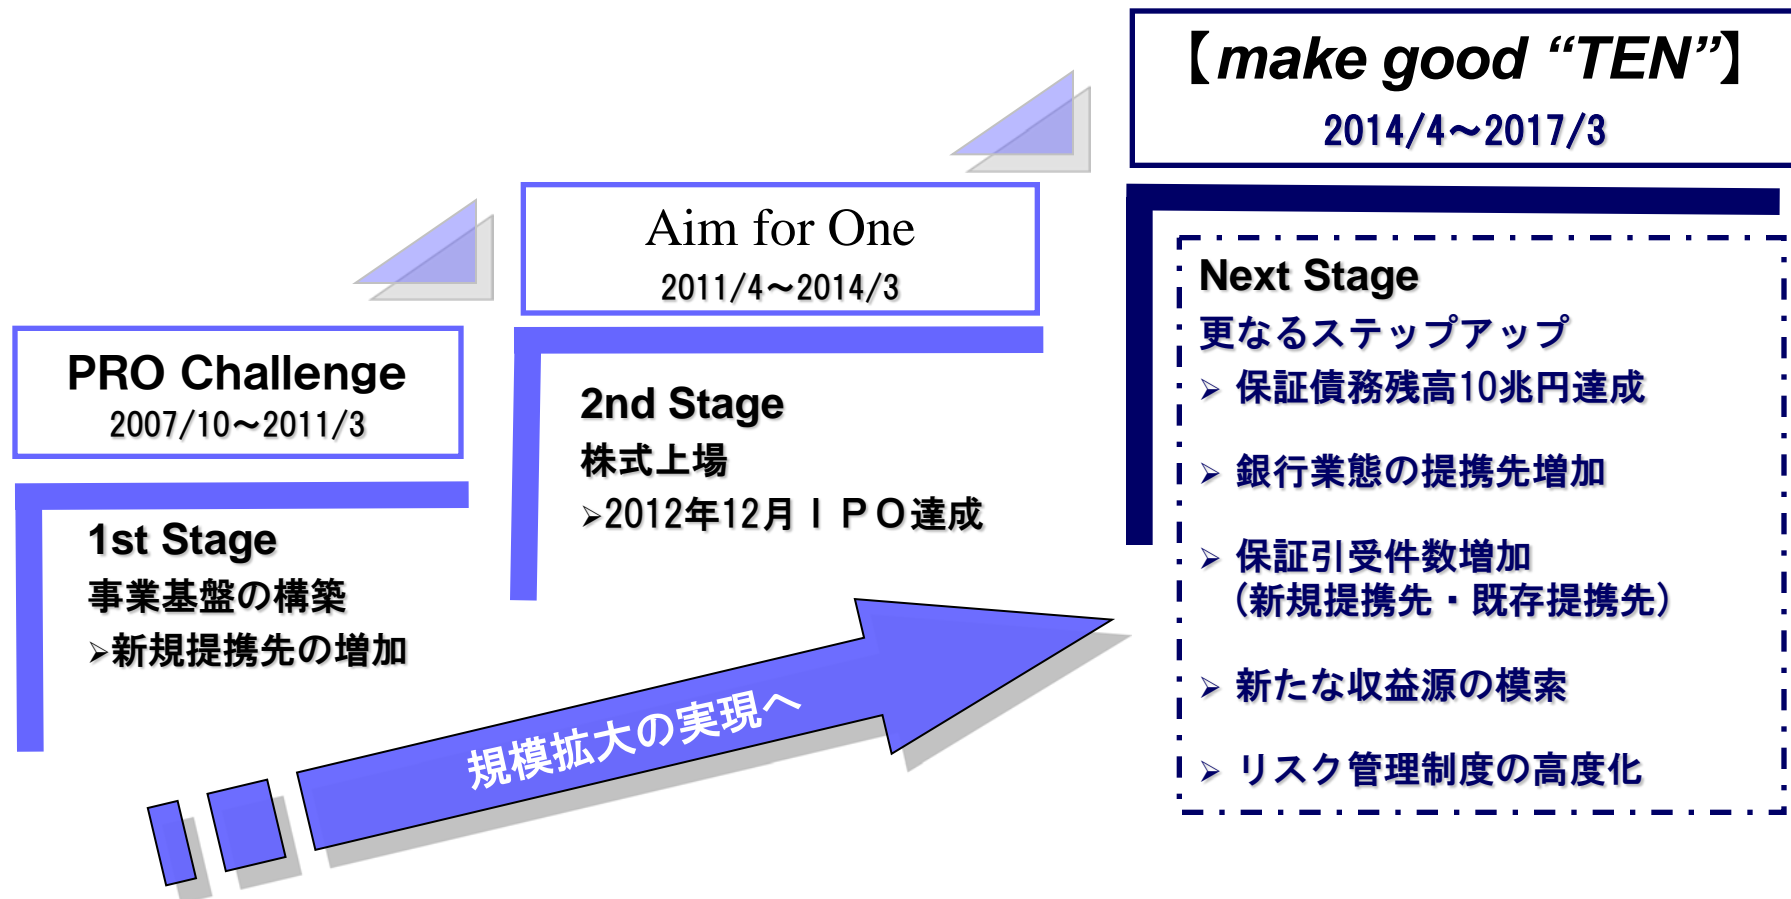 PRO Challenge
2007/10～2011/3
1st Stage
事業基盤の構築
➢新規提携先の増加
Aim for One
2011/4～2014/3
2nd Stage
株式上場
➢2012年12月ＩＰＯ達成
【make good “TEN”】
2014/4～2017/3
Next Stage
更なるステップアップ
➢ 保証債務残高10兆円達成
➢ 銀行業態の提携先増加
➢ 保証引受件数増加
(新規提携先・既存提携先)
➢ 新たな収益源の模索
➢ リスク管理制度の高度化
規模拡大の実現へ